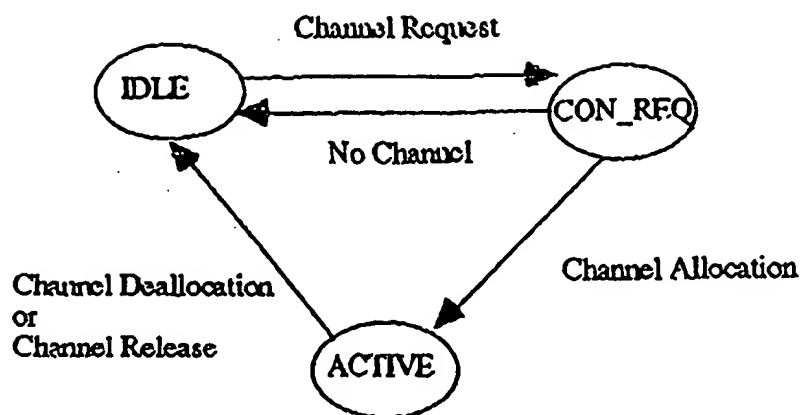 Channel Request
IDLE
CON_REQ
No Channel
Channel Allocation
Channel Deallocation
or
Channel Release
ACTIVE